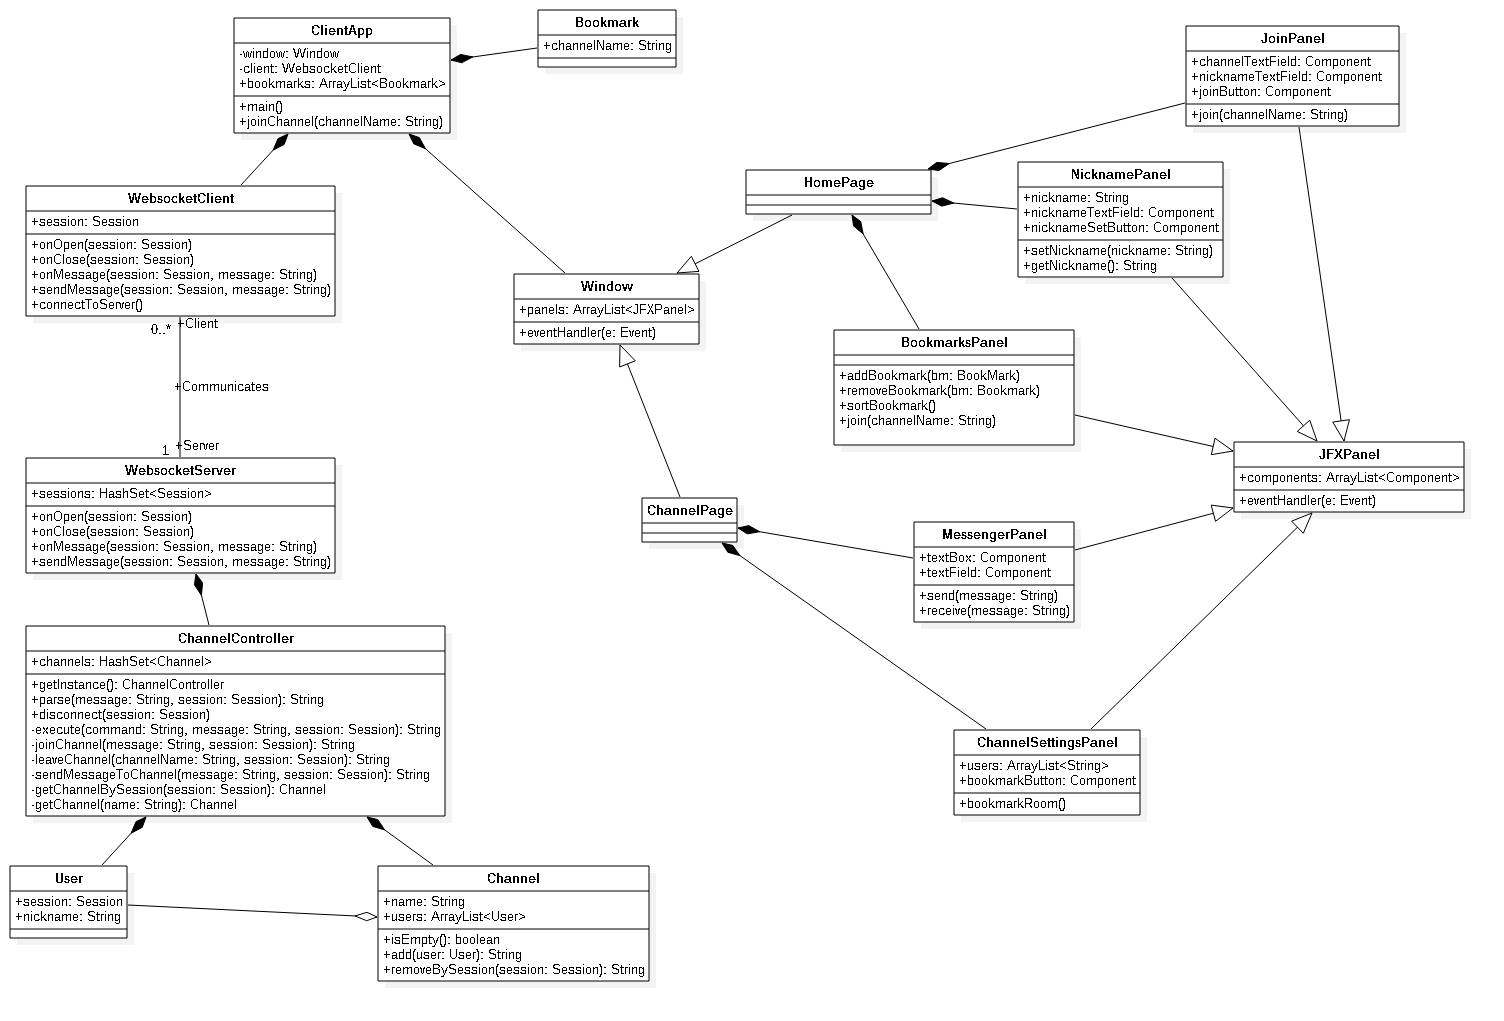 ClientApp
-window: Window
-client: WebsocketClient
+bookmarks: ArrayList<Bookmark>
+main()
+joinChannel(channelName: String)
Bookmark
+channelName: String
JoinPanel
+channelTextField: Component
+nicknameTextField: Component
+joinButton: Component
+join(channelName: String)
HomePage
NicknamePanel
+nickname: String
+nicknameTextField: Component
+nicknameSetButton: Component
+setNickname(nickname: String)
+getNickname(): String
WebsocketClient
+session: Session
+onOpen(session: Session)
+onClose(session: Session)
+onMessage(session: Session, message: String)
+sendMessage(session: Session, message: String)
+connectToServer()
Window
+panels: ArrayList<JFXPanel>
+eventHandler(e: Event)
BookmarksPanel
+addBookmark(bm: BookMark)
+removeBookmark(bm: Bookmark)
+sortBookmark()
+join(channelName: String)
0..*
+Client
+Communicates
+Server
1
WebsocketServer
+sessions: HashSet<Session>
+onOpen(session: Session)
+onClose(session: Session)
+onMessage(session: Session, message: String)
+sendMessage(session: Session, message: String)
JFXPanel
+components: ArrayList<Component>
+eventHandler(e: Event)
ChannelPage
MessengerPanel
+textBox: Component
+textField: Component
+send(message: String)
+receive(message: String)
ChannelController
+channels: HashSet<Channel>
+getInstance(): ChannelController
+parse(message: String, session: Session): String
+disconnect(session: Session)
-execute(command: String, message: String, session: Session): String
-joinChannel(message: String, session: Session): String
-leaveChannel(channelName: String, session: Session): String
-sendMessageToChannel(message: String, session: Session): String
-getChannelBySession(session: Session): Channel
-getChannel(name: String): Channel
ChannelSettingsPanel
+users: ArrayList<String>
+bookmarkButton: Component
+bookmarkRoom()
User
+session: Session
+nickname: String
Channel
+name: String
+users: ArrayList<User>
+isEmpty(): boolean
+add(user: User): String
+removeBySession(session: Session): String